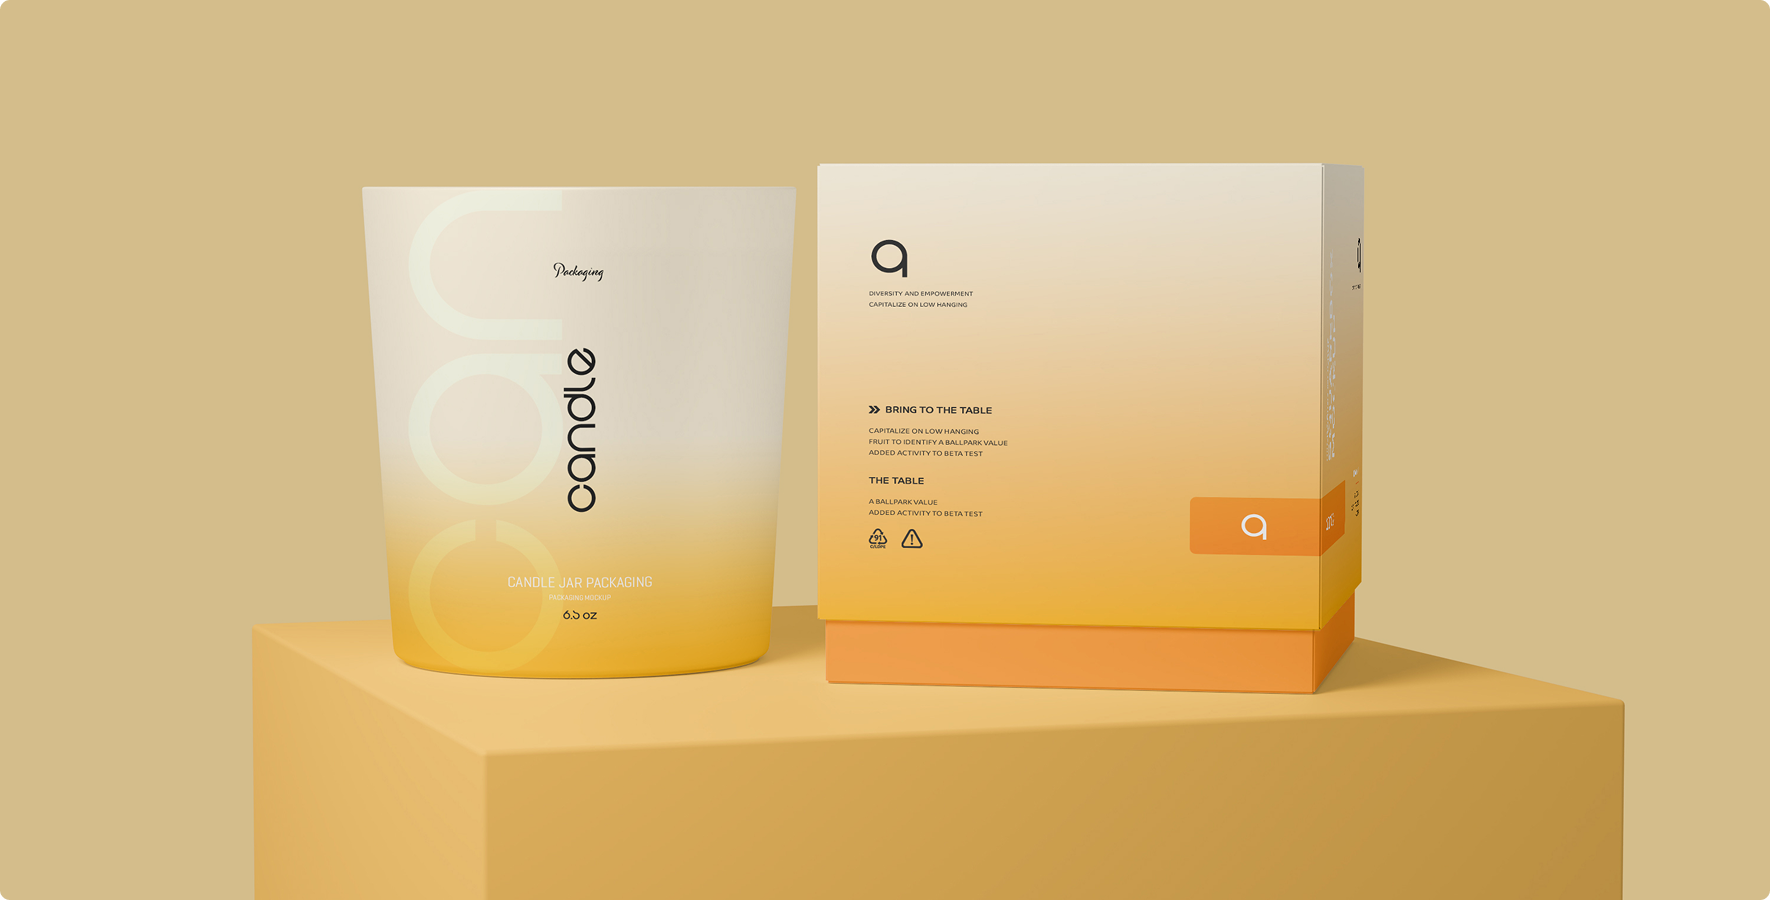 can
Packaging
candle
CANDLE JAR PACKAGING
PACKAGING MOCKUP
6.5 oz
a
DIVERSITY AND EMPOWERMENT
CAPITALIZE ON LOW HANGING
BRING TO THE TABLE
CAPITALIZE ON LOW HANGING
FRUIT TO IDENTIFY A BALLPARK VALUE
ADDED ACTIVITY TO BETA TEST
THE TABLE
A BALLPARK VALUE
ADDED ACTIVITY TO BETA TEST
91
C/LDPE
a